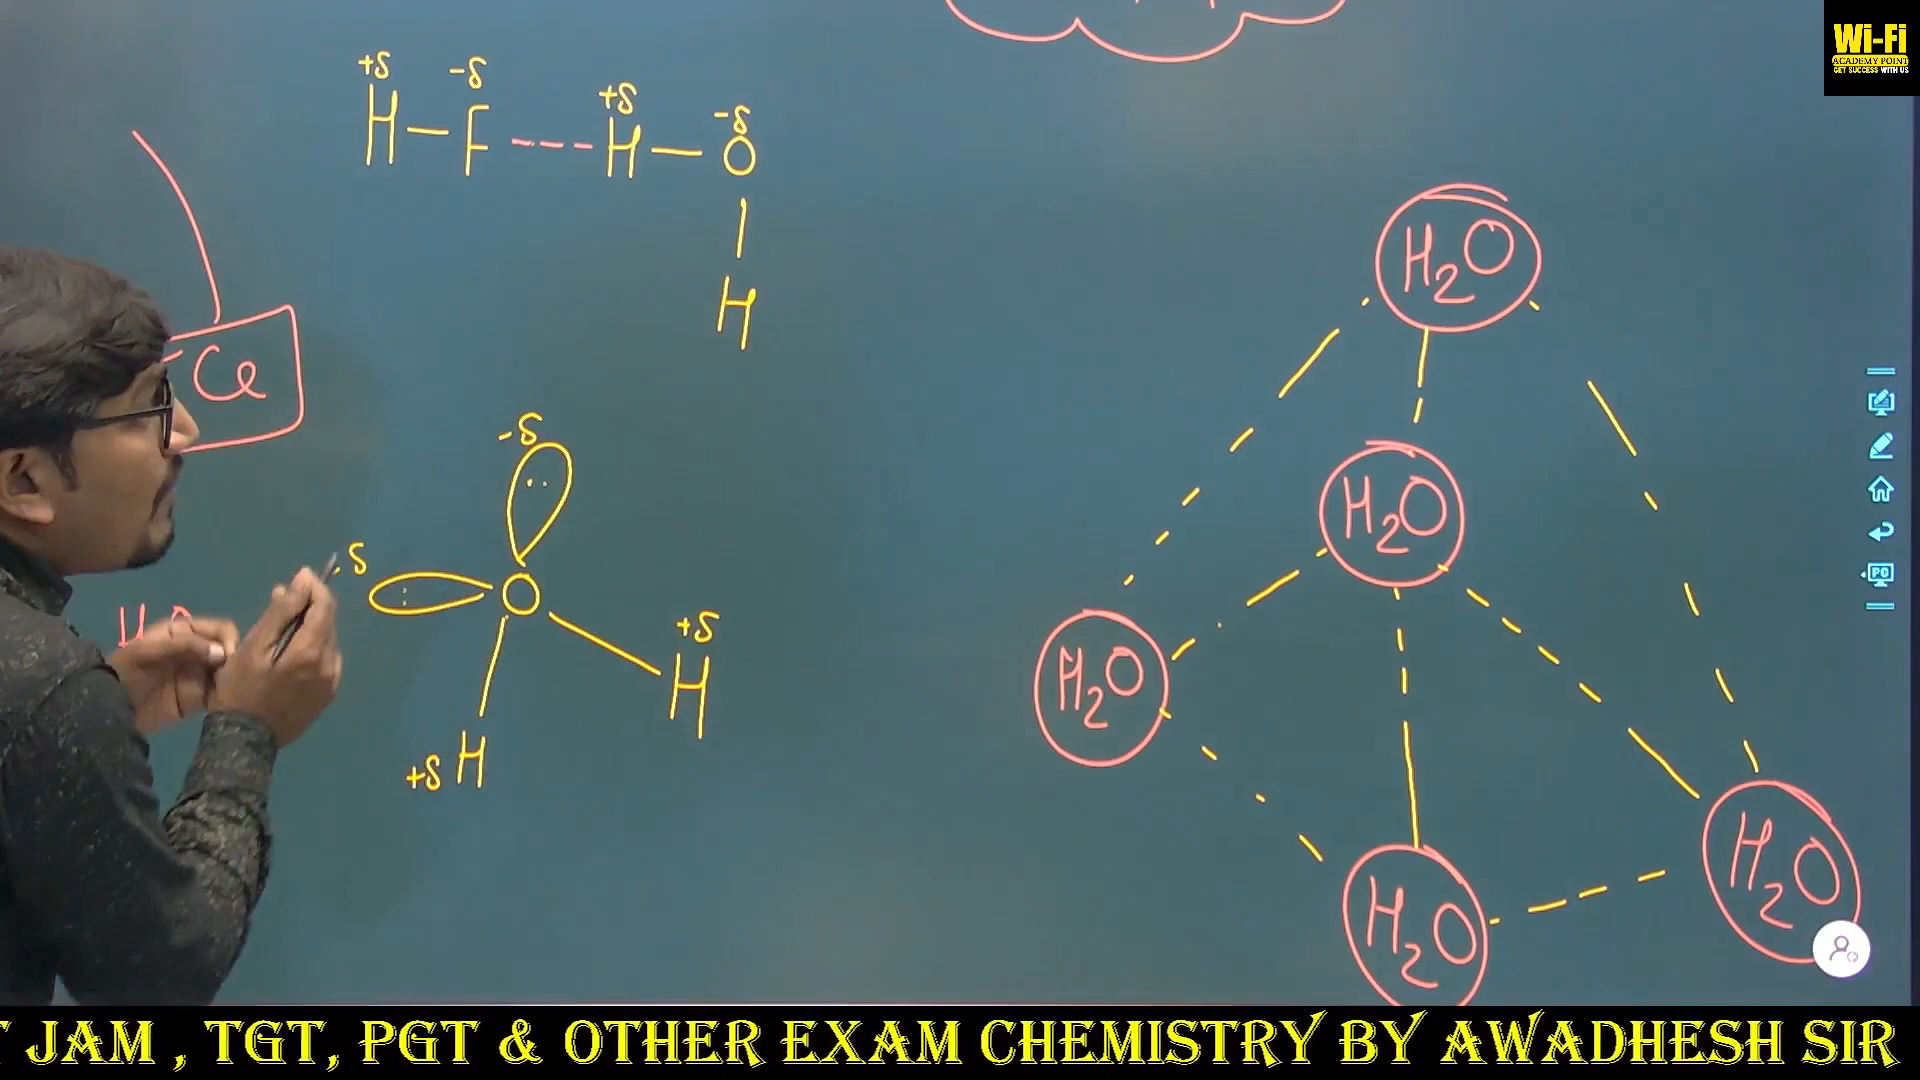 Wi-Fi
ACADEMY POINT
GET SUCCESS WITH US
+δ -δ +δ -δ
H—F---H—O
H
H₂O
-δ
H₂O
-δ
O
+δ
H
H₂O
+δ H
H₂O
H₂O
PC
JAM , TGT, PGT & OTHER EXAM CHEMISTRY BY AWADHESH SIR